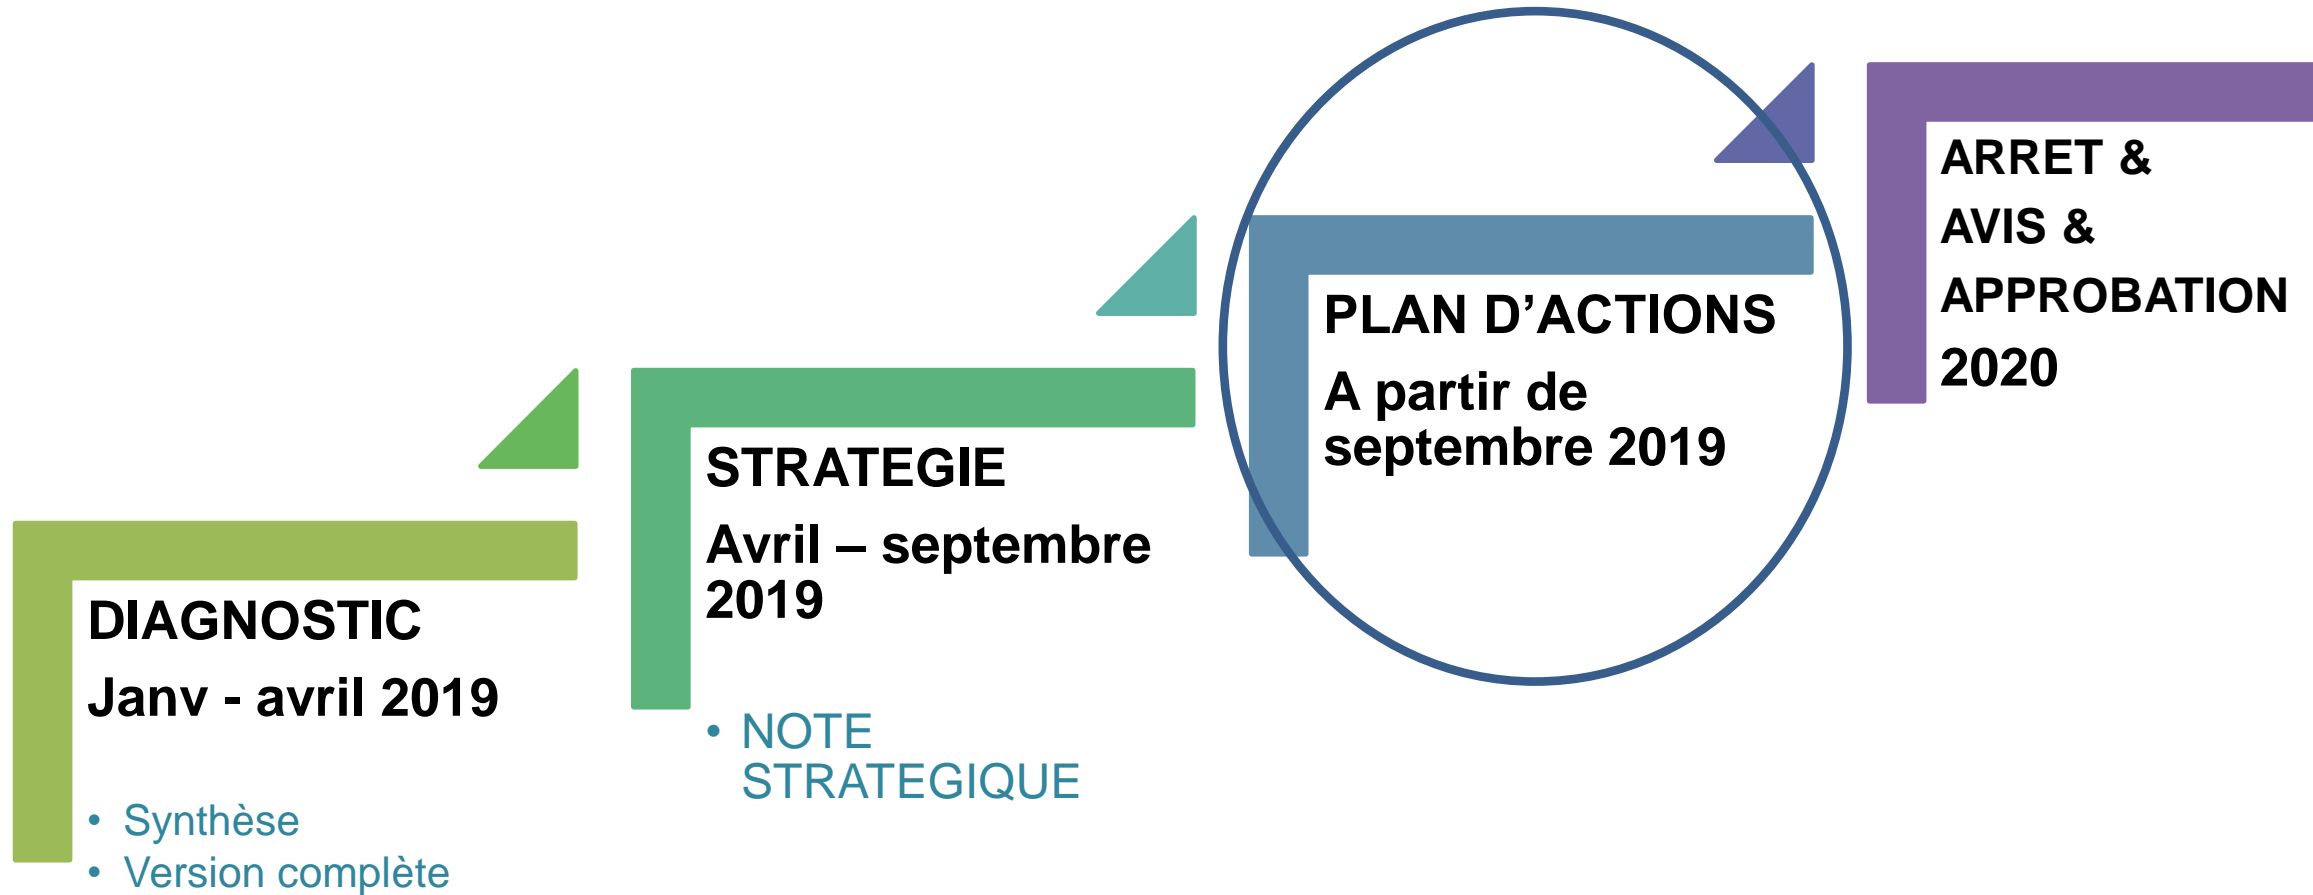 DIAGNOSTIC
Janv - avril 2019
• Synthèse
• Version complète
STRATEGIE
Avril – septembre
2019
• NOTE
STRATEGIQUE
PLAN D’ACTIONS
A partir de
septembre 2019
ARRET &
AVIS &
APPROBATION
2020